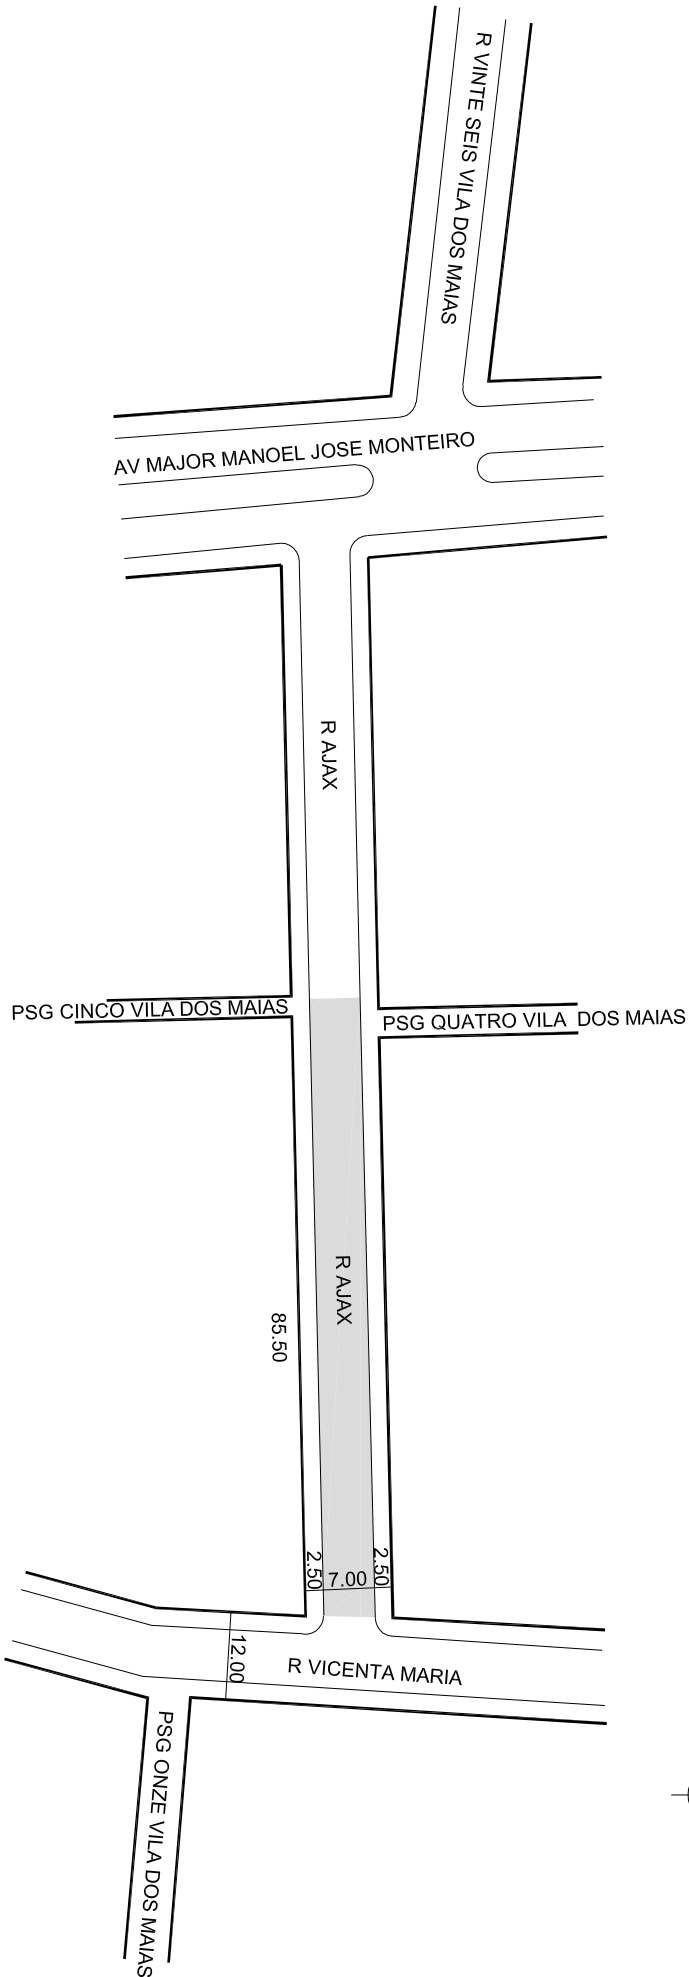 R VINTE SEIS VILA DOS MAIAS
AV MAJOR MANOEL JOSE MONTEIRO
R AJAX
PSG CINCO VILA DOS MAIAS
PSG QUATRO VILA DOS MAIAS
R AJAX
85.50
2.50
7.00
2.50
12.00
R VICENTA MARIA
PSG ONZE VILA DOS MAIAS